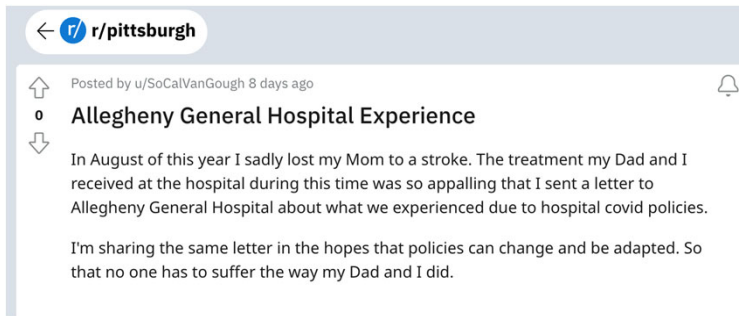 r/ r/pittsburgh
Posted by u/SoCalVanGough 8 days ago
0
Allegheny General Hospital Experience
In August of this year I sadly lost my Mom to a stroke. The treatment my Dad and I
received at the hospital during this time was so appalling that I sent a letter to
Allegheny General Hospital about what we experienced due to hospital covid policies.
I'm sharing the same letter in the hopes that policies can change and be adapted. So
that no one has to suffer the way my Dad and I did.